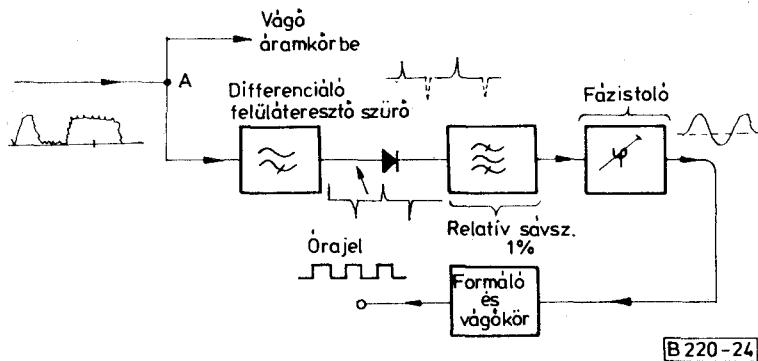 Vágó
áramkörbe
A
Differenciáló
felüláteresztő szűrő
Fázistoló
φ
Relatív sávsz.
1%
Órajel
Formáló
és
vágókör
B 220-24